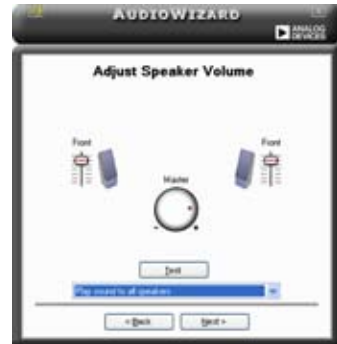 AUDIOWIZARD
ANALOG
DEVICES
Adjust Speaker Volume
Front
Front
Master
- +
Test
Play sound to all speakers
< Back Next >